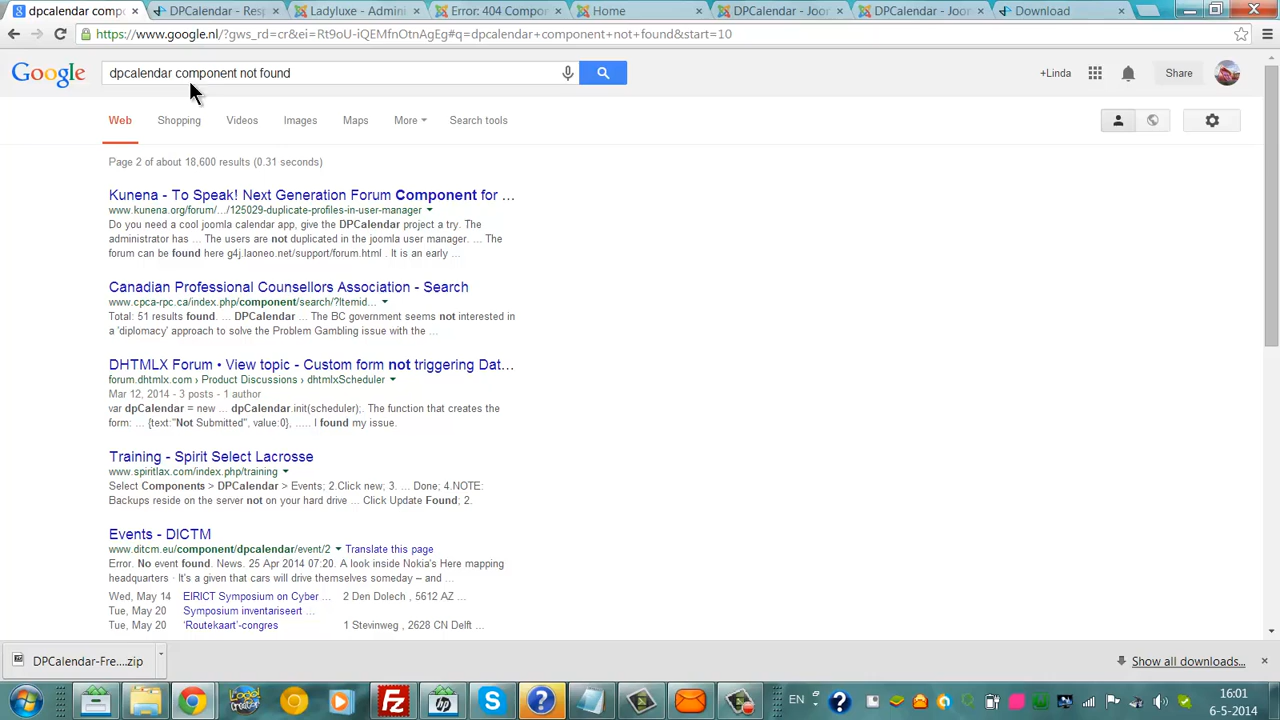 dpcalendar comp
DPCalendar - Resp
Ladyluxe - Admini
Error: 404 Compon
Home
DPCalendar - Joom
DPCalendar - Joom
Download
https://www.google.nl/?gws_rd=cr&ei=Rt9oU-iQEMfnOtnAgEg#q=dpcalendar+component+not+found&start=10
Google
dpcalendar component not found
+Linda
Share
Web
Shopping
Videos
Images
Maps
More
Search tools
Page 2 of about 18,600 results (0.31 seconds)
Kunena - To Speak! Next Generation Forum Component for ...
www.kunena.org/forum/.../125029-duplicate-profiles-in-user-manager
Do you need a cool joomla calendar app, give the DPCalendar project a try. The
administrator has ... The users are not duplicated in the joomla user manager. ... The
forum can be found here g4j.laoneo.net/support/forum.html . It is an early ...
Canadian Professional Counsellors Association - Search
www.cpca-rpc.ca/index.php/component/search/?Itemid...
Total: 51 results found. ... DPCalendar ... The BC government seems not interested in
a 'diplomacy' approach to solve the Problem Gambling issue with the ...
DHTMLX Forum • View topic - Custom form not triggering Dat...
forum.dhtmlx.com › Product Discussions › dhtmlxScheduler
Mar 12, 2014 - 3 posts - 1 author
var dpCalendar = new ... dpCalendar.init(scheduler);. The function that creates the
form: ... {text:"Not Submitted", value:0}, ..... I found my issue.
Training - Spirit Select Lacrosse
www.spiritlax.com/index.php/training
Select Components > DPCalendar > Events; 2.Click new; 3. ... Done; 4.NOTE:
Backups reside on the server not on your hard drive ... Click Update Found; 2.
Events - DICTM
www.ditcm.eu/component/dpcalendar/event/2 Translate this page
Error. No event found. News. 25 Apr 2014 07:20. A look inside Nokia's Here mapping
headquarters · It's a given that cars will drive themselves someday – and ...
Wed, May 14 EIRICT Symposium on Cyber ... 2 Den Dolech , 5612 AZ ...
Tue, May 20 Symposium inventariseert ...
Tue, May 20 'Routekaart'-congres 1 Stevinweg , 2628 CN Delft ...
DPCalendar-Fre....zip
Show all downloads...
EN
16:01
6-5-2014